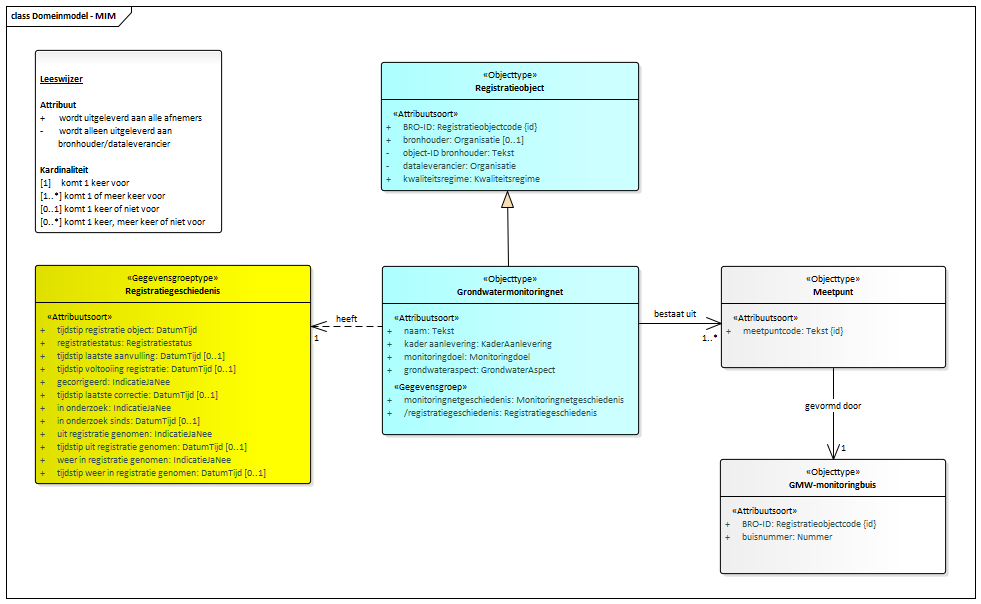 class Domeinmodel - MIM
Leeswijzer
Attribuut
+ wordt uitgeleverd aan alle afnemers
- wordt alleen uitgeleverd aan
bronhouder/dataleverancier
Kardinaliteit
[1] komt 1 keer voor
[1..*] komt 1 of meer keer voor
[0..1] komt 1 keer of niet voor
[0..*] komt 1 keer, meer keer of niet voor
«Objecttype»
Registratieobject
«Attribuutsoort»
+ BRO-ID: Registratieobjectcode {id}
+ bronhouder: Organisatie [0..1]
- object-ID bronhouder: Tekst
- dataleverancier: Organisatie
+ kwaliteitsregime: Kwaliteitsregime
«Gegevensgroeptype»
Registratiegeschiedenis
«Attribuutsoort»
+ tijdstip registratie object: DatumTijd
+ registratiestatus: Registratiestatus
+ tijdstip laatste aanvulling: DatumTijd [0..1]
+ tijdstip voltooiing registratie: DatumTijd [0..1]
+ gecorrigeerd: IndicatieJaNee
+ tijdstip laatste correctie: DatumTijd [0..1]
+ in onderzoek: IndicatieJaNee
+ in onderzoek sinds: DatumTijd [0..1]
+ uit registratie genomen: IndicatieJaNee
+ tijdstip uit registratie genomen: DatumTijd [0..1]
+ weer in registratie genomen: IndicatieJaNee
+ tijdstip weer in registratie genomen: DatumTijd [0..1]
heeft
1
«Objecttype»
Grondwatermonitoringnet
«Attribuutsoort»
+ naam: Tekst
+ kader aanlevering: KaderAanlevering
+ monitoringdoel: Monitoringdoel
+ grondwateraspect: GrondwaterAspect
«Gegevensgroep»
+ monitoringnetgeschiedenis: Monitoringnetgeschiedenis
+ /registratiegeschiedenis: Registratiegeschiedenis
bestaat uit
1..*
«Objecttype»
Meetpunt
«Attribuutsoort»
+ meetpuntcode: Tekst {id}
gevormd door
1
«Objecttype»
GMW-monitoringbuis
«Attribuutsoort»
+ BRO-ID: Registratieobjectcode {id}
+ buisnummer: Nummer